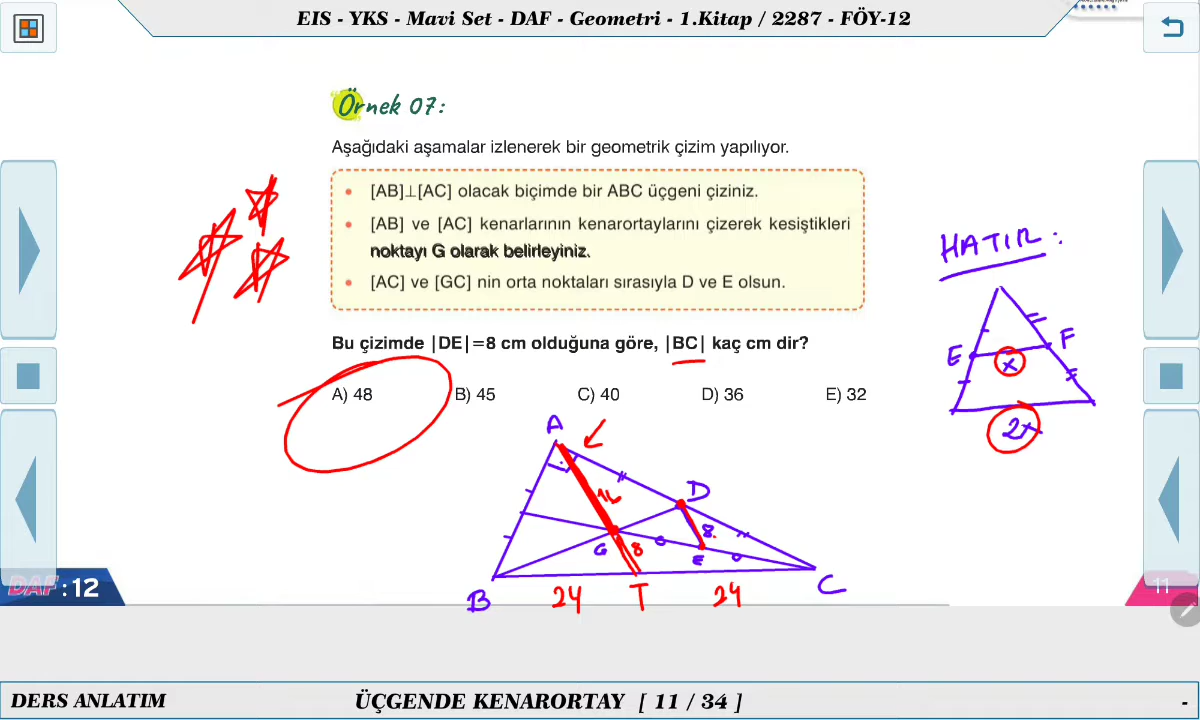 EIS - YKS - Mavi Set - DAF - Geometri - 1.Kitap / 2287 - FÖY-12
Örnek 07:
Aşağıdaki aşamalar izlenerek bir geometrik çizim yapılıyor.
• [AB]⊥[AC] olacak biçimde bir ABC üçgeni çiziniz.
• [AB] ve [AC] kenarlarının kenarortaylarını çizerek kesiştikleri
noktayı G olarak belirleyiniz.
• [AC] ve [GC] nin orta noktaları sırasıyla D ve E olsun.
Bu çizimde |DE|=8 cm olduğuna göre, |BC| kaç cm dir?
A) 48 B) 45 C) 40 D) 36 E) 32
HATIR :
E F
x
2x
A
16
D
G 8 8
E
B 24 T 24 C
DAF : 12
11
DERS ANLATIM ÜÇGENDE KENARORTAY [ 11 / 34 ] -